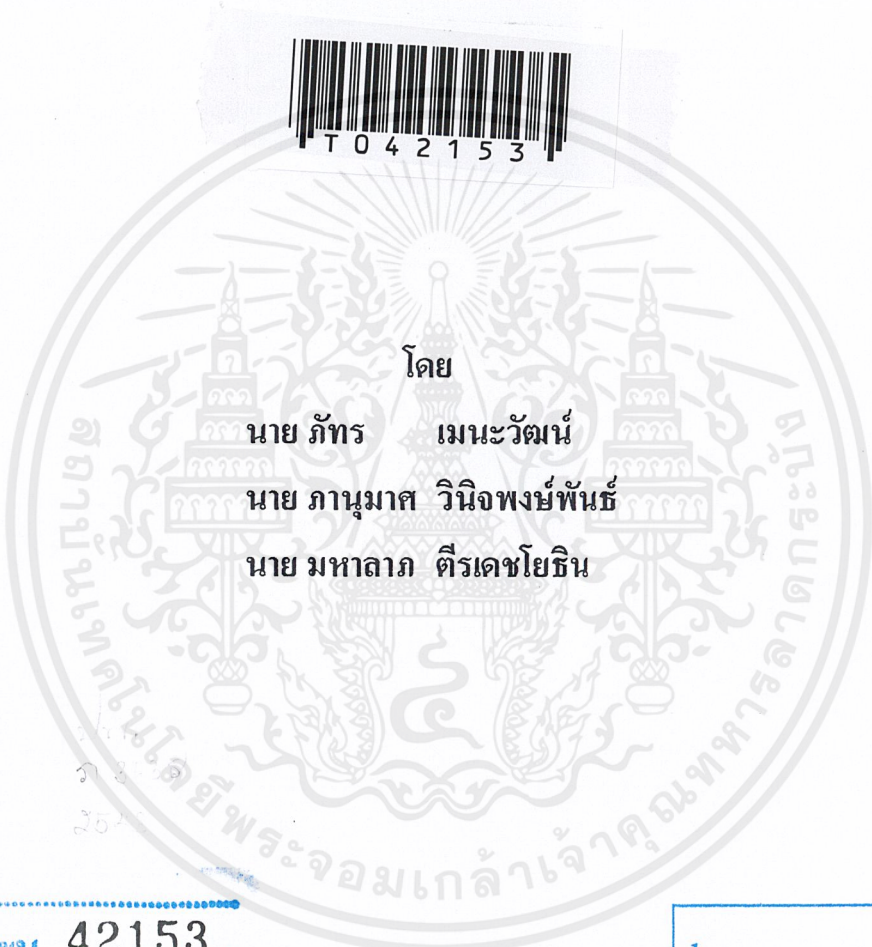 T042153
โดย
นาย ภัทร เมนะวัฒน์
นาย ภานุมาศ วินิจพงษ์พันธ์
นาย มหาลาภ ตีรเดชโยธิน
สถาบันเทคโนโลยีพระจอมเกล้าเจ้าคุณทหารลาดกระบัง
42153